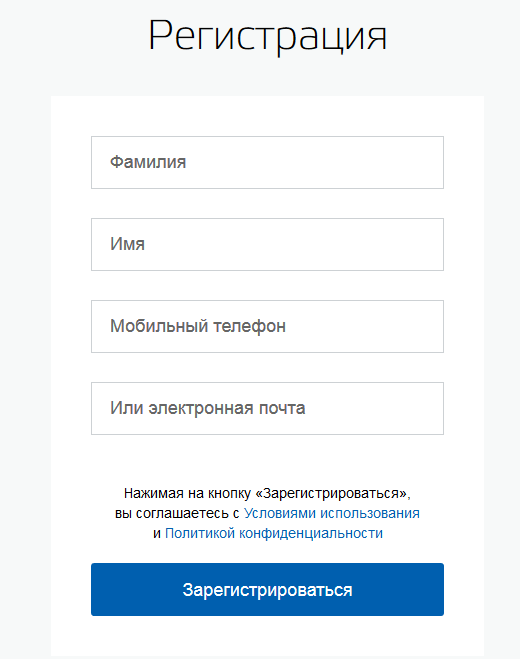 Регистрация
Фамилия
Имя
Мобильный телефон
Или электронная почта
Нажимая на кнопку «Зарегистрироваться»,
вы соглашаетесь с Условиями использования
и Политикой конфиденциальности
Зарегистрироваться